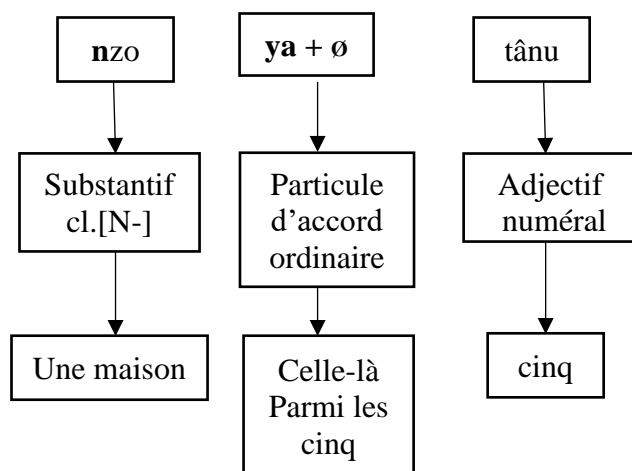 nzo
ya + ø
tânu
Substantif
cl.[N-]
Particule
d’accord
ordinaire
Adjectif
numéral
Une maison
Celle-là
Parmi les
cinq
cinq